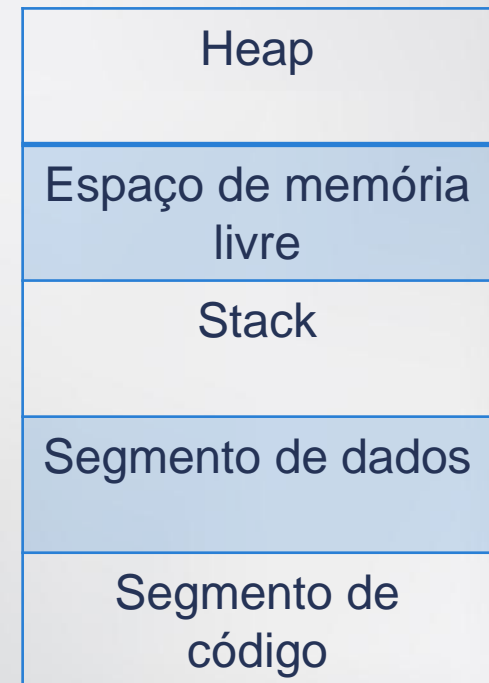 Heap
Espaço de memória
livre
Stack
Segmento de dados
Segmento de
código